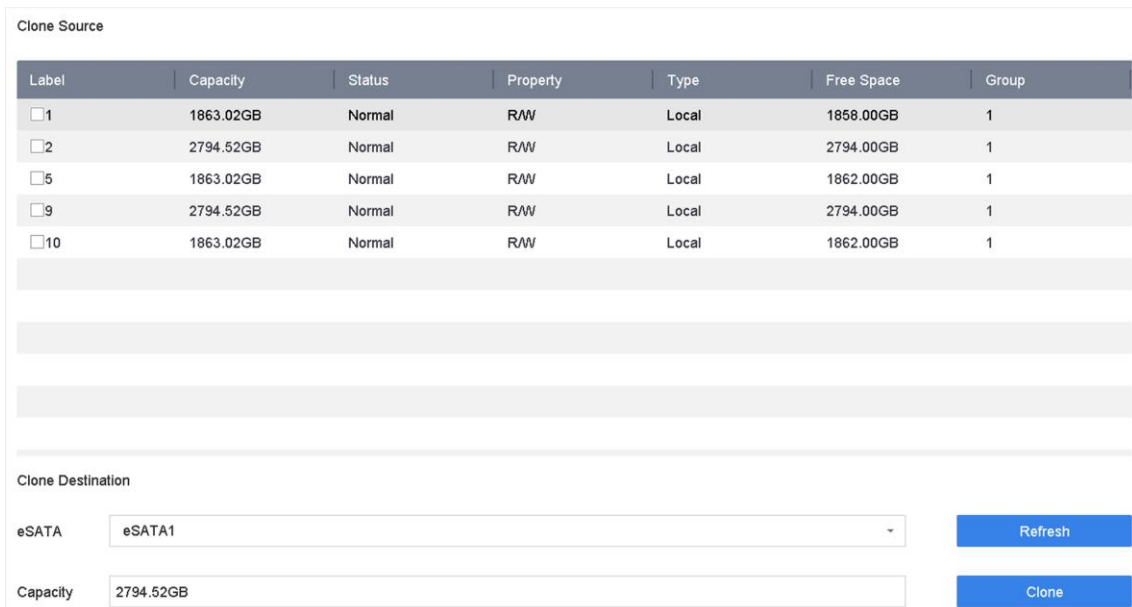 Clone Source
Label Capacity Status Property Type Free Space Group
1 1863.02GB Normal R/W Local 1858.00GB 1
2 2794.52GB Normal R/W Local 2794.00GB 1
5 1863.02GB Normal R/W Local 1862.00GB 1
9 2794.52GB Normal R/W Local 2794.00GB 1
10 1863.02GB Normal R/W Local 1862.00GB 1
Clone Destination
eSATA eSATA1 Refresh
Capacity 2794.52GB Clone